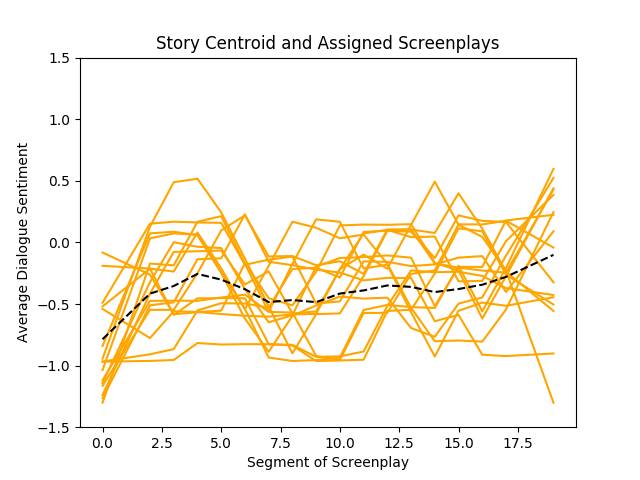 Story Centroid and Assigned Screenplays
1.5
1.0
0.5
0.0
−0.5
−1.0
−1.5
Average Dialogue Sentiment
0.0 2.5 5.0 7.5 10.0 12.5 15.0 17.5
Segment of Screenplay